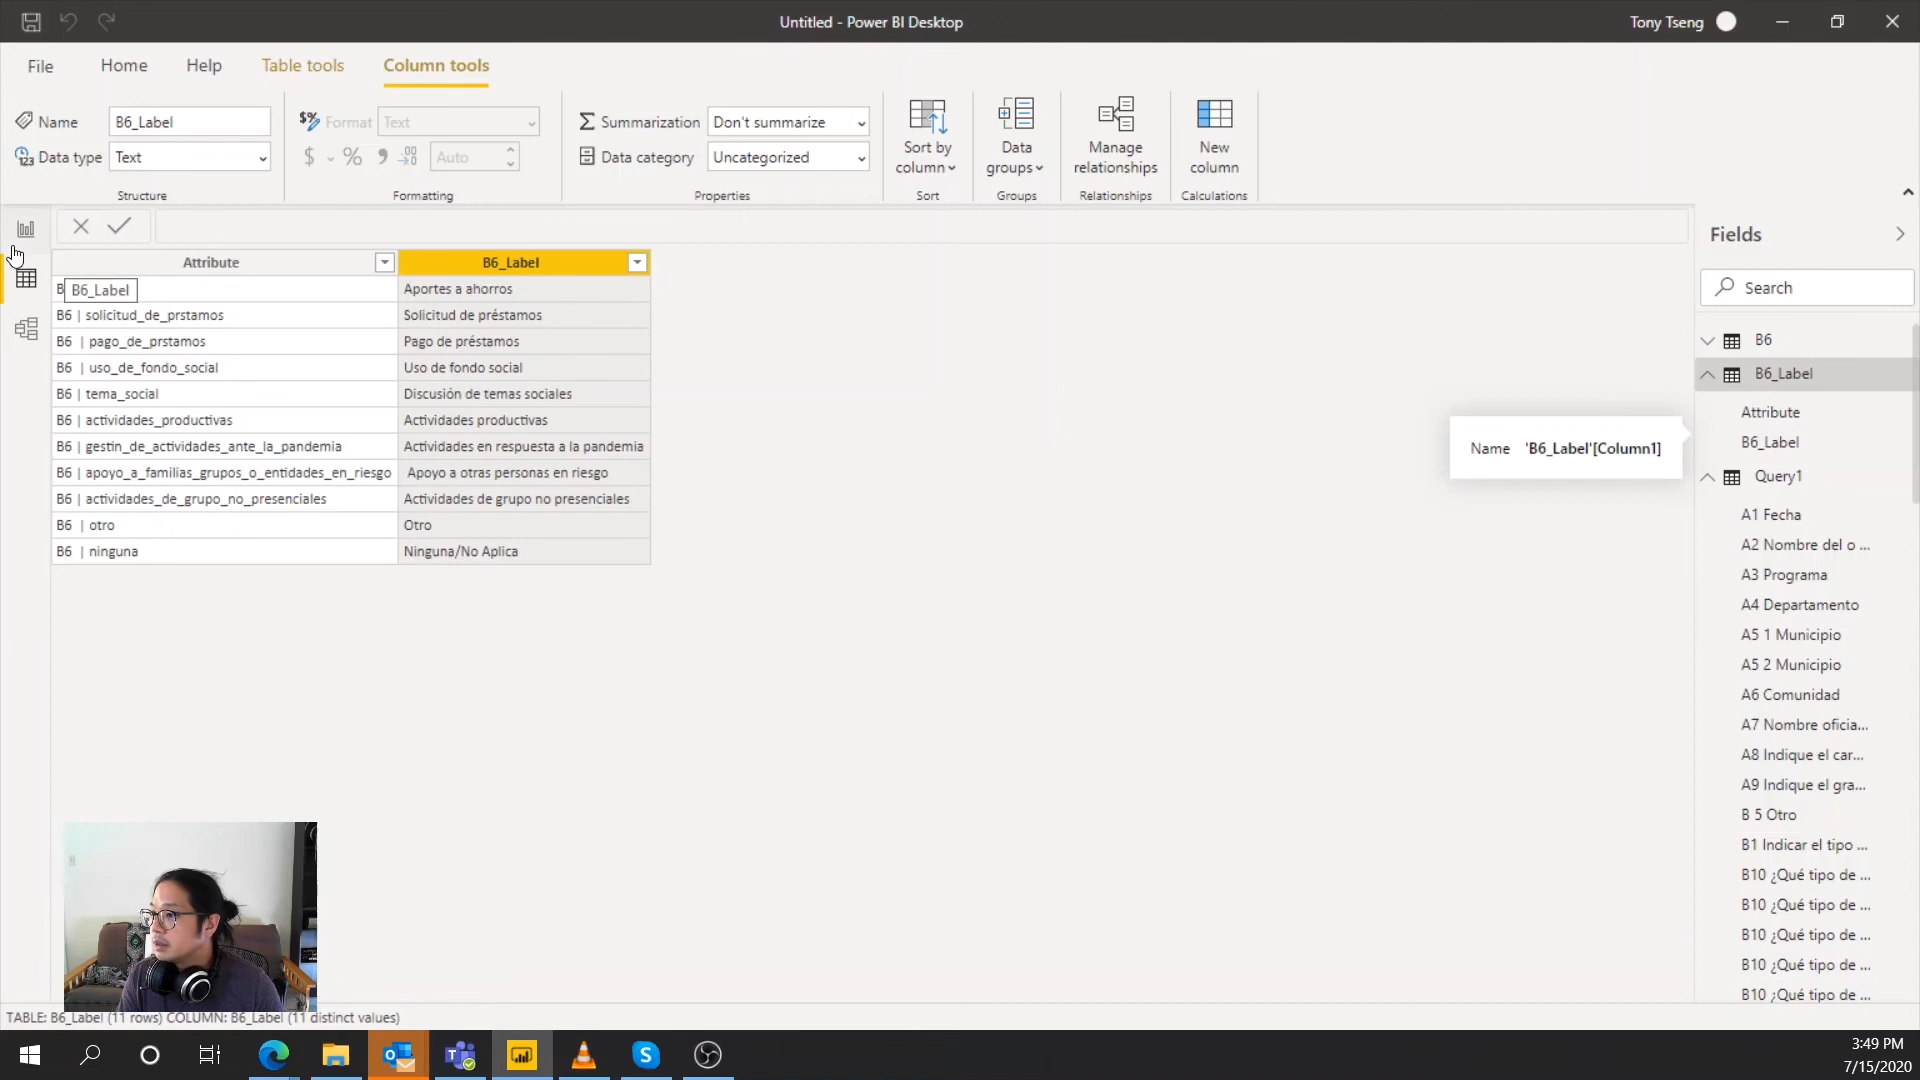 Untitled - Power BI Desktop
Tony Tseng
File Home Help Table tools Column tools
Name B6_Label
Data type Text
Structure
Format Text
$ % Auto
Formatting
Summarization Don't summarize
Data category Uncategorized
Properties
Sort by
column
Sort
Data
groups
Groups
Manage
relationships
Relationships
New
column
Calculations
Attribute B6_Label
B B6_Label Aportes a ahorros
B6 | solicitud_de_prstamos Solicitud de préstamos
B6 | pago_de_prstamos Pago de préstamos
B6 | uso_de_fondo_social Uso de fondo social
B6 | tema_social Discusión de temas sociales
B6 | actividades_productivas Actividades productivas
B6 | gestin_de_actividades_ante_la_pandemia Actividades en respuesta a la pandemia
B6 | apoyo_a_familias_grupos_o_entidades_en_riesgo Apoyo a otras personas en riesgo
B6 | actividades_de_grupo_no_presenciales Actividades de grupo no presenciales
B6 | otro Otro
B6 | ninguna Ninguna/No Aplica
Name 'B6_Label'[Column1]
Fields
Search
B6
B6_Label
Attribute
B6_Label
Query1
A1 Fecha
A2 Nombre del o ...
A3 Programa
A4 Departamento
A5 1 Municipio
A5 2 Municipio
A6 Comunidad
A7 Nombre oficia...
A8 Indique el car...
A9 Indique el gra...
B 5 Otro
B1 Indicar el tipo ...
B10 ¿Qué tipo de ...
B10 ¿Qué tipo de ...
B10 ¿Qué tipo de ...
B10 ¿Qué tipo de ...
B10 ¿Qué tipo de ...
TABLE: B6_Label (11 rows) COLUMN: B6_Label (11 distinct values)
3:49 PM
7/15/2020